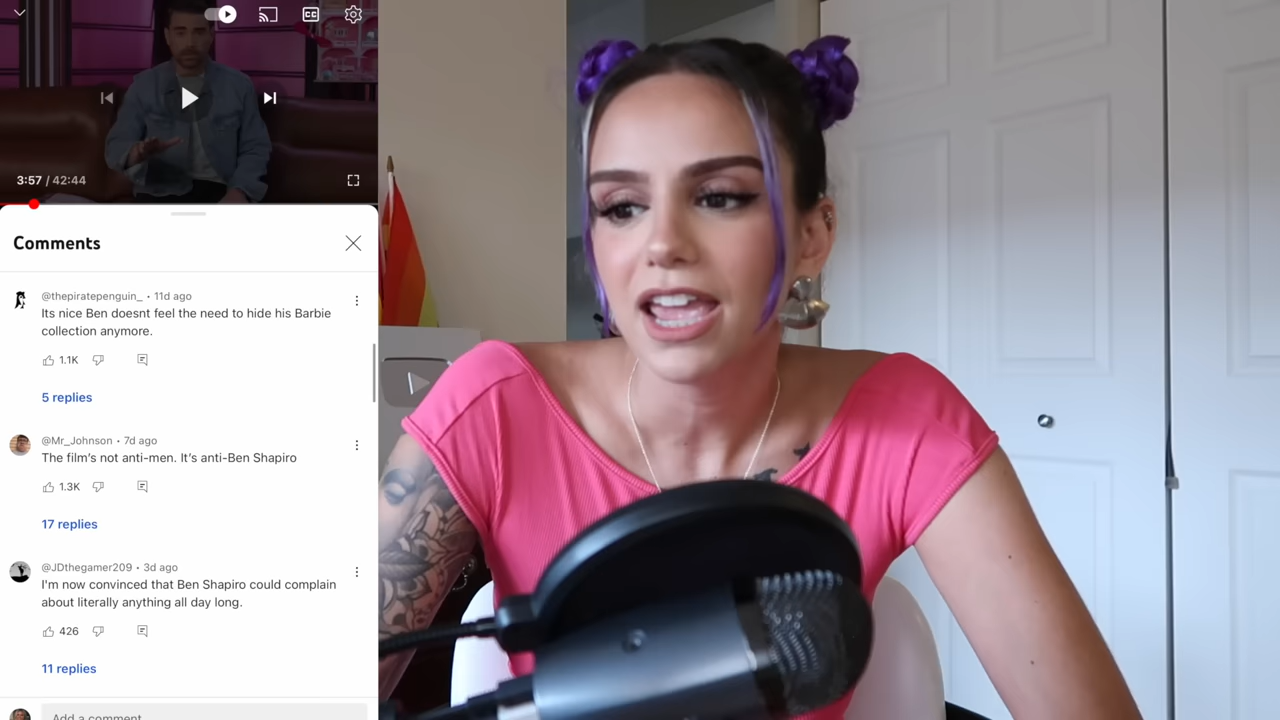 CC
3:57 / 42:44
Comments
@thepiratepenguin_ • 11d ago
Its nice Ben doesnt feel the need to hide his Barbie
collection anymore.
1.1K
5 replies
@Mr_Johnson • 7d ago
The film's not anti-men. It's anti-Ben Shapiro
1.3K
17 replies
@JDthegamer209 • 3d ago
I'm now convinced that Ben Shapiro could complain
about literally anything all day long.
426
11 replies
Add a comment